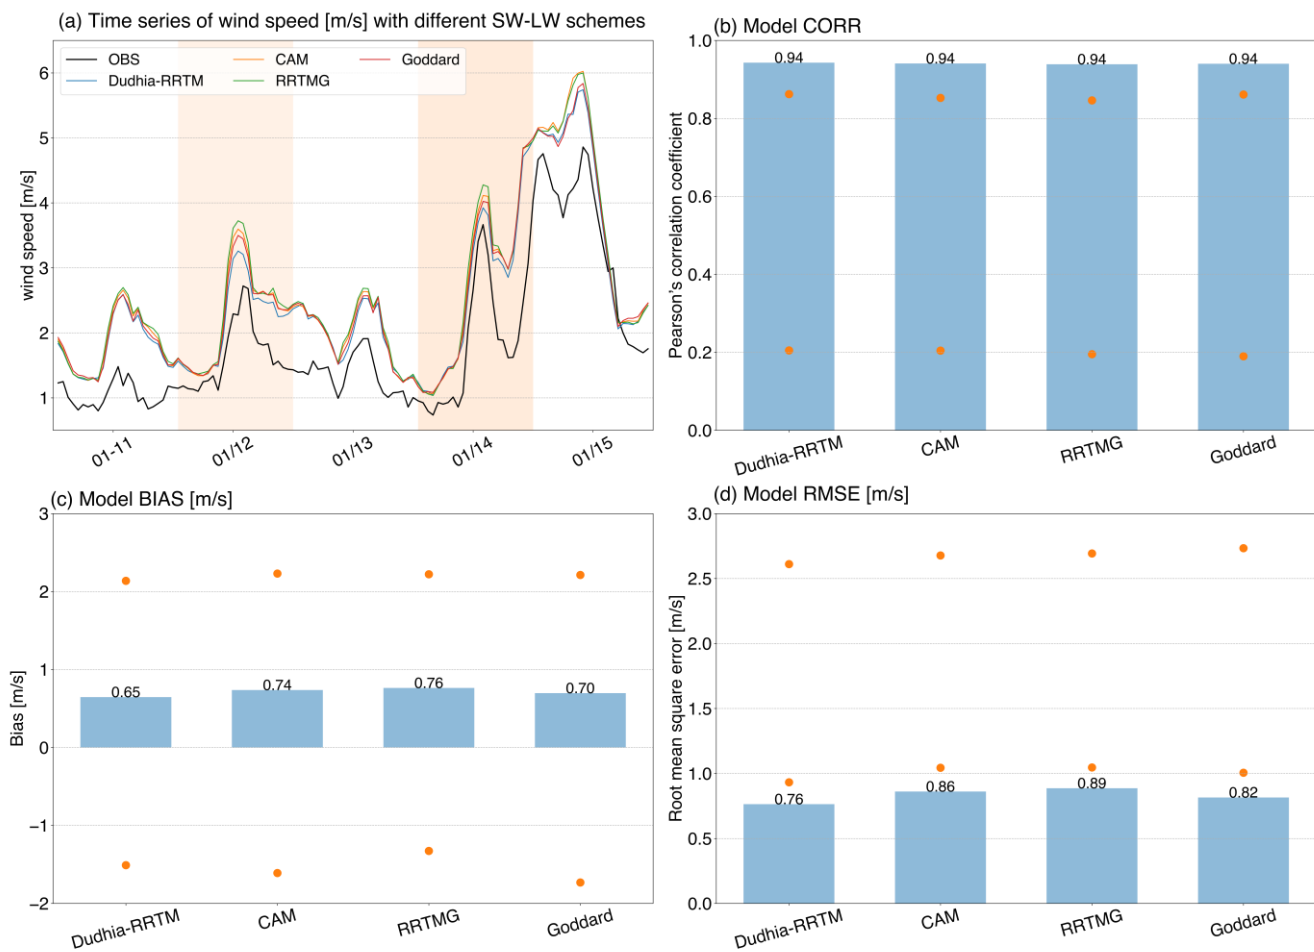 (a) Time series of wind speed [m/s] with different SW-LW schemes
OBS
Dudhia-RRTM
CAM
RRTMG
Goddard
wind speed [m/s]
6
5
4
3
2
1
01-11
01/12
01/13
01/14
01/15
(b) Model CORR
Pearson's correlation coefficient
1.0
0.8
0.6
0.4
0.2
0.0
0.94
0.94
0.94
0.94
Dudhia-RRTM
CAM
RRTMG
Goddard
(c) Model BIAS [m/s]
Bias [m/s]
3
2
1
0
−1
−2
0.65
0.74
0.76
0.70
Dudhia-RRTM
CAM
RRTMG
Goddard
(d) Model RMSE [m/s]
Root mean square error [m/s]
3.0
2.5
2.0
1.5
1.0
0.5
0.0
0.76
0.86
0.89
0.82
Dudhia-RRTM
CAM
RRTMG
Goddard